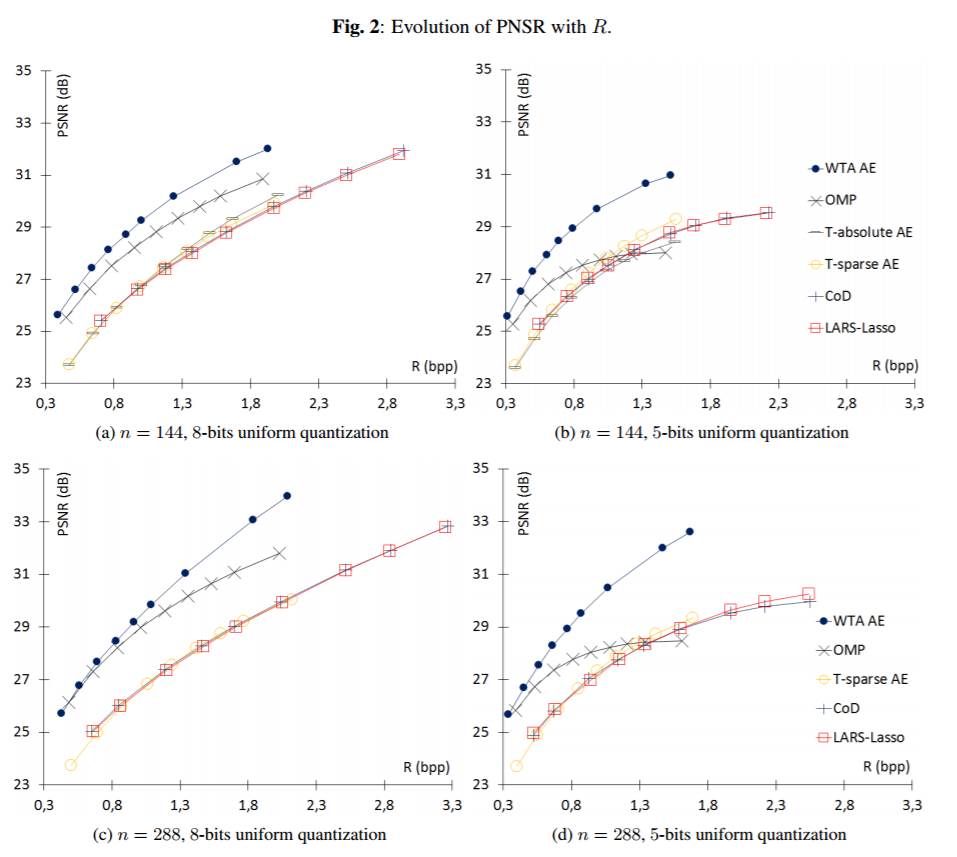 Fig. 2: Evolution of PNSR with R.
35
33
31
29
27
25
23
PSNR (dB)
R (bpp)
0,3 0,8 1,3 1,8 2,3 2,8 3,3
(a) n = 144, 8-bits uniform quantization
35
33
31
29
27
25
23
PSNR (dB)
WTA AE
OMP
T-absolute AE
T-sparse AE
CoD
LARS-Lasso
R (bpp)
0,3 0,8 1,3 1,8 2,3 2,8 3,3
(b) n = 144, 5-bits uniform quantization
35
33
31
29
27
25
23
PSNR (dB)
R (bpp)
0,3 0,8 1,3 1,8 2,3 2,8 3,3
(c) n = 288, 8-bits uniform quantization
35
33
31
29
27
25
23
PSNR (dB)
WTA AE
OMP
T-sparse AE
CoD
LARS-Lasso
R (bpp)
0,3 0,8 1,3 1,8 2,3 2,8 3,3
(d) n = 288, 5-bits uniform quantization